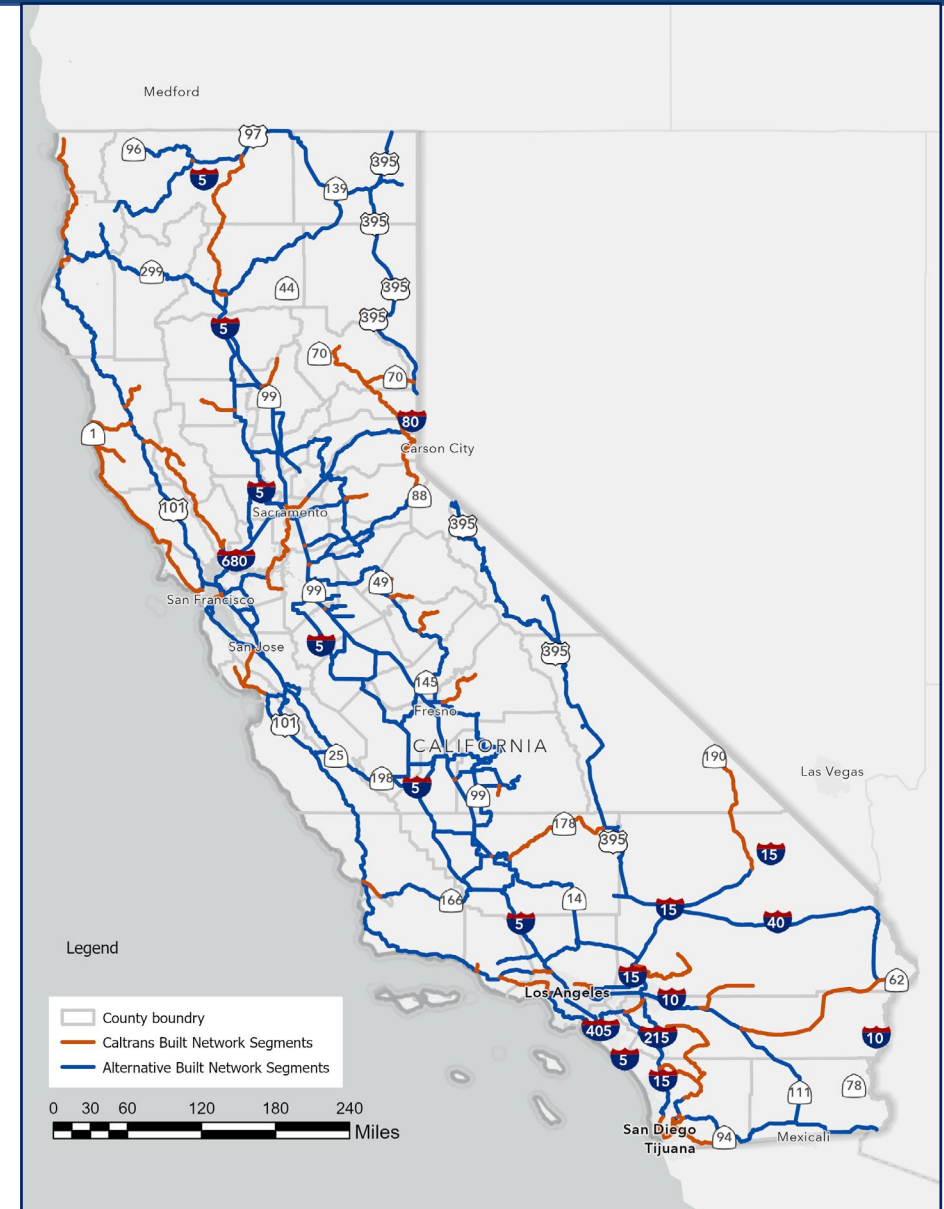 Medford
97
96
395
5
139
395
299
44
395
395
5
70
70
99
80
1
Carson City
5
88
101
Sacramento
395
680
99
49
San Francisco
5
San Jose
395
145
Fresno
101
CALIFORNIA
25
190
198
Las Vegas
5
99
178
395
15
166
14
15
5
40
Legend
15
62
Los Angeles
10
County boundry
405
215
10
Caltrans Built Network Segments
5
Alternative Built Network Segments
15
111
78
0 30 60 120 180 240
Miles
San Diego
94
Mexicali
Tijuana